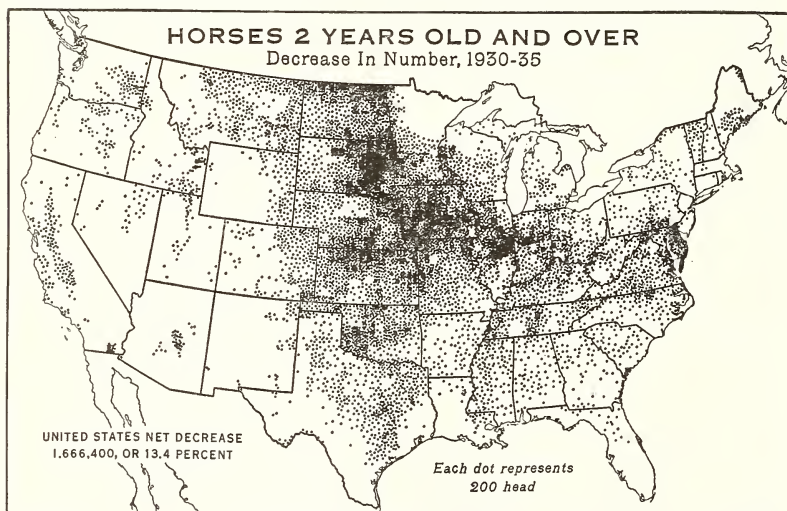 HORSES 2 YEARS OLD AND OVER
Decrease In Number, 1930-35
UNITED STATES NET DECREASE
1.666,400, OR 13.4 PERCENT
Each dot represents
200 head